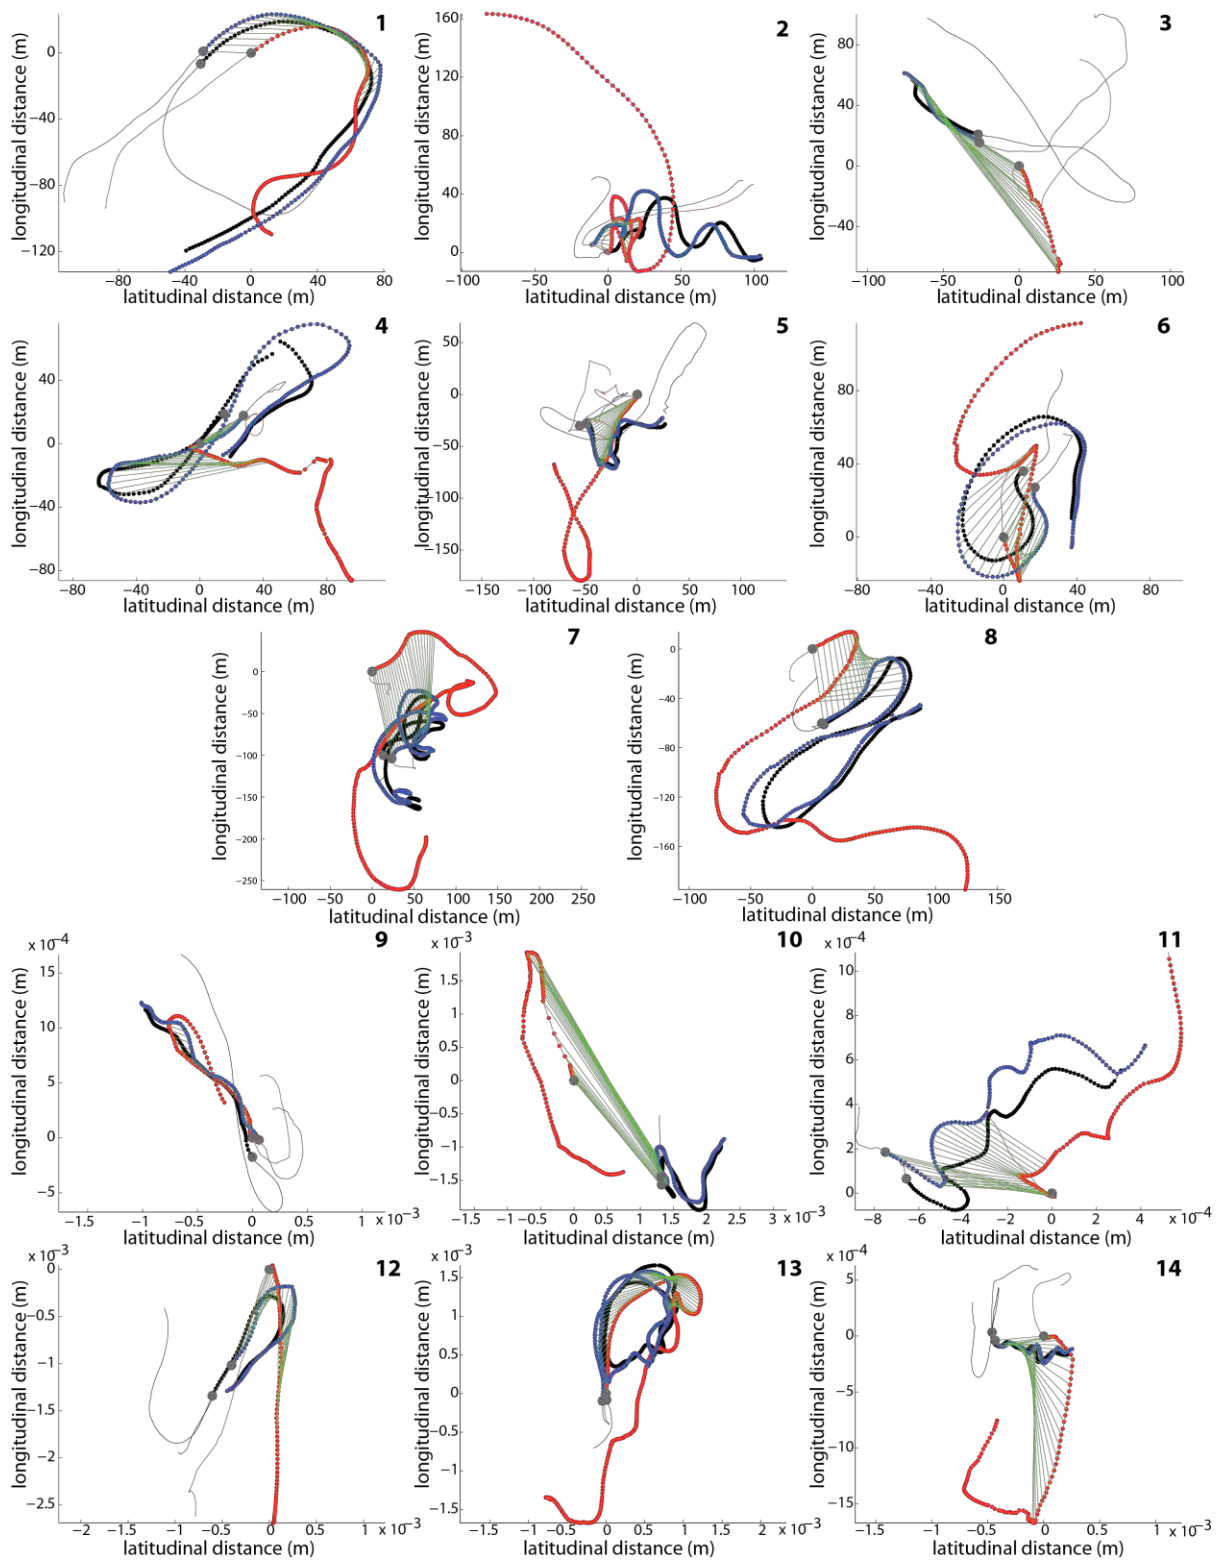 1
longitudinal distance (m)
0
−40
−80
−120
−80 −40 0 40 80
latitudinal distance (m)
2
longitudinal distance (m)
160
120
80
40
0
−100 −50 0 50 100
latitudinal distance (m)
3
longitudinal distance (m)
80
40
0
−40
−100 −50 0 50 100
latitudinal distance (m)
4
longitudinal distance (m)
40
0
−40
−80
−80 −40 0 40 80
latitudinal distance (m)
5
longitudinal distance (m)
50
0
−50
−100
−150
−150 −100 −50 0 50 100
latitudinal distance (m)
6
longitudinal distance (m)
80
40
0
−40 0 40 80
latitudinal distance (m)
7
longitudinal distance (m)
0
−50
−100
−150
−200
−250
−100 −50 0 50 100 150 200 250
latitudinal distance (m)
8
longitudinal distance (m)
0
−40
−80
−120
−160
−100 −50 0 50 100 150
latitudinal distance (m)
9
x 10⁻⁴
longitudinal distance (m)
15
10
5
0
−5
−1.5 −1 −0.5 0 0.5 1 x 10⁻³
latitudinal distance (m)
10
x 10⁻³
longitudinal distance (m)
1.5
1
0.5
0
−0.5
−1
−1.5
−1.5 −1 −0.5 0 0.5 1 1.5 2 2.5 3 x 10⁻³
latitudinal distance (m)
11
x 10⁻⁴
longitudinal distance (m)
10
8
6
4
2
0
−8 −6 −4 −2 0 2 4 x 10⁻⁴
latitudinal distance (m)
12
x 10⁻³
longitudinal distance (m)
0
−0.5
−1
−1.5
−2
−2.5
−2 −1.5 −1 −0.5 0 0.5 1 x 10⁻³
latitudinal distance (m)
13
x 10⁻³
longitudinal distance (m)
1.5
1
0.5
0
−0.5
−1
−1.5
−1.5 −1 −0.5 0 0.5 1 1.5 2 x 10⁻³
latitudinal distance (m)
14
x 10⁻⁴
longitudinal distance (m)
5
0
−5
−10
−15
−1.5 −1 −0.5 0 0.5 1 x 10⁻³
latitudinal distance (m)